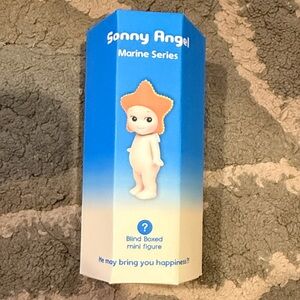 Sonny Angel
Marine Series
?
Blind Boxed
mini figure
He may bring you happiness!